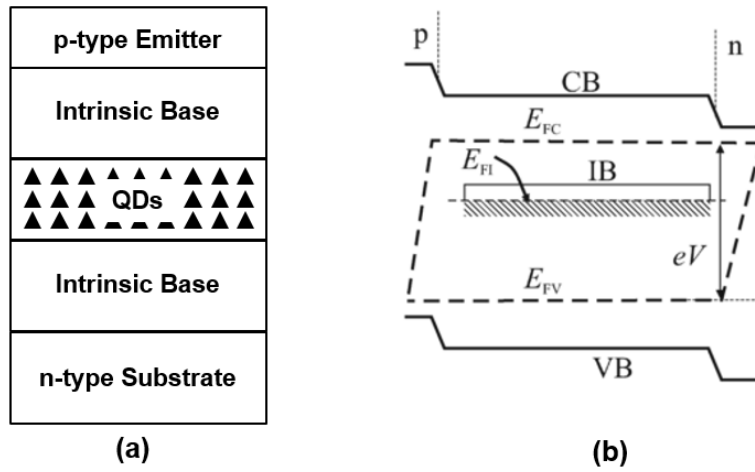 p-type Emitter
Intrinsic Base
QDs
Intrinsic Base
n-type Substrate
(a)
p
n
CB
E_FC
E_FI
IB
eV
E_FV
VB
(b)